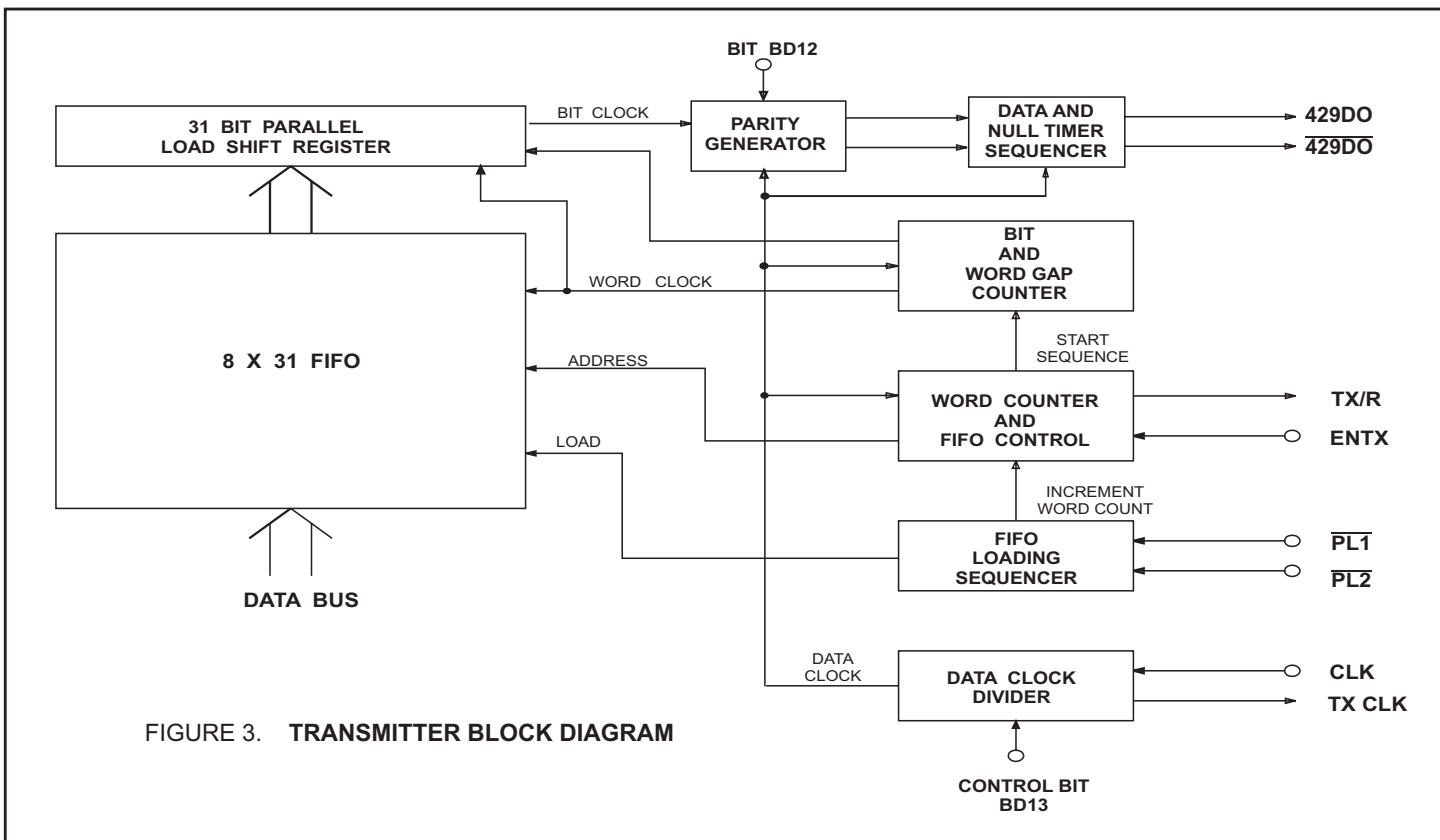 BIT BD12
31 BIT PARALLEL
LOAD SHIFT REGISTER
BIT CLOCK
PARITY
GENERATOR
DATA AND
NULL TIMER
SEQUENCER
429DO
429DO
BIT
AND
WORD GAP
COUNTER
WORD CLOCK
8 X 31 FIFO
START
SEQUENCE
ADDRESS
WORD COUNTER
AND
FIFO CONTROL
TX/R
ENTX
LOAD
INCREMENT
WORD COUNT
FIFO
LOADING
SEQUENCER
PL1
PL2
DATA BUS
DATA
CLOCK
DATA CLOCK
DIVIDER
CLK
TX CLK
FIGURE 3. TRANSMITTER BLOCK DIAGRAM
CONTROL BIT
BD13